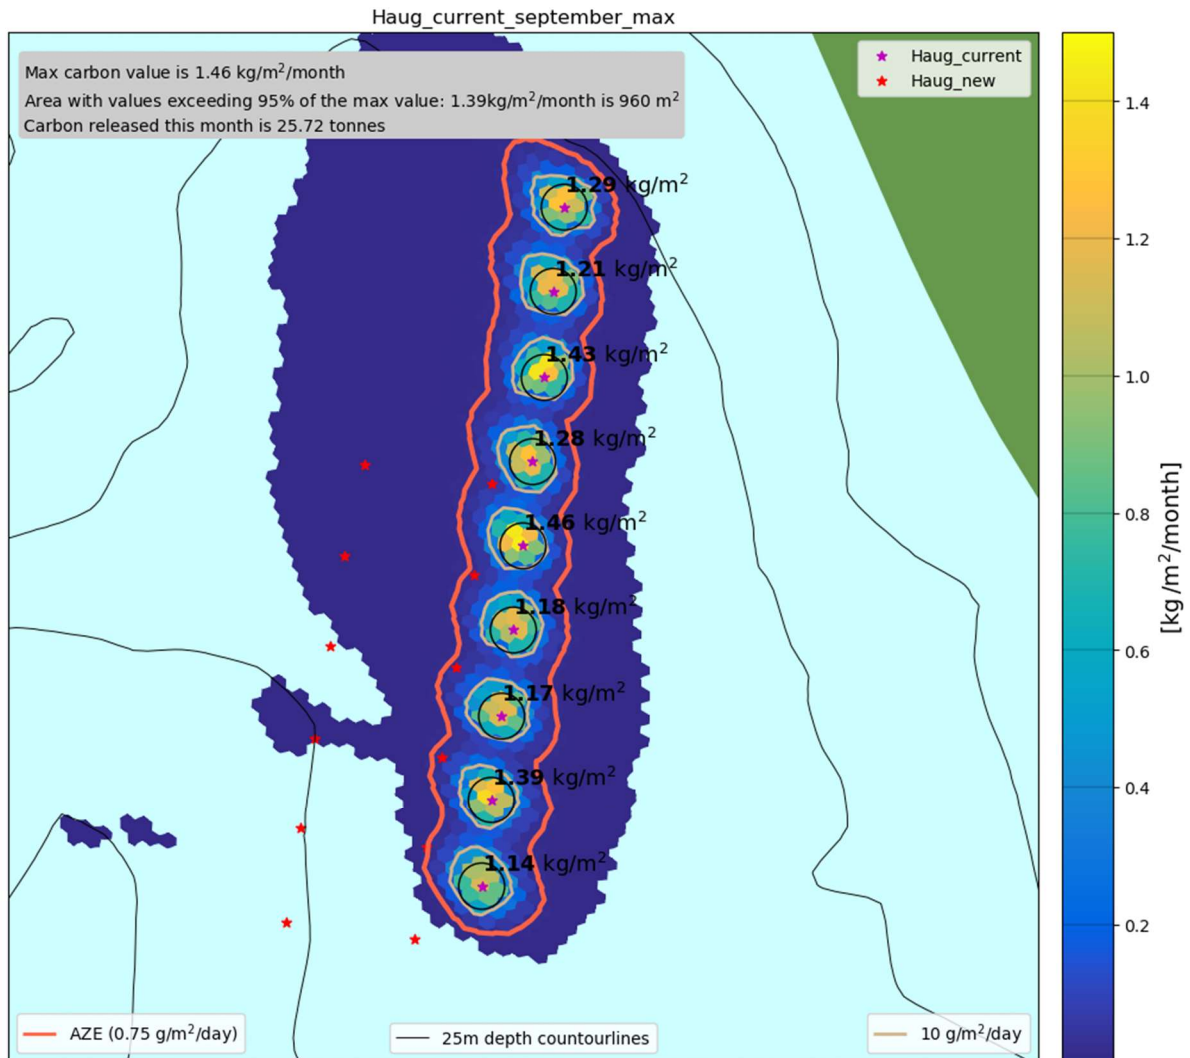 Haug_current_september_max
Max carbon value is 1.46 kg/m²/month
Area with values exceeding 95% of the max value: 1.39kg/m²/month is 960 m²
Carbon released this month is 25.72 tonnes
Haug_current
Haug_new
1.29 kg/m²
1.21 kg/m²
1.43 kg/m²
1.28 kg/m²
1.46 kg/m²
1.18 kg/m²
1.17 kg/m²
1.39 kg/m²
1.14 kg/m²
AZE (0.75 g/m²/day)
25m depth countourlines
10 g/m²/day
1.4
1.2
1.0
0.8
0.6
0.4
0.2
[kg /m²/month]